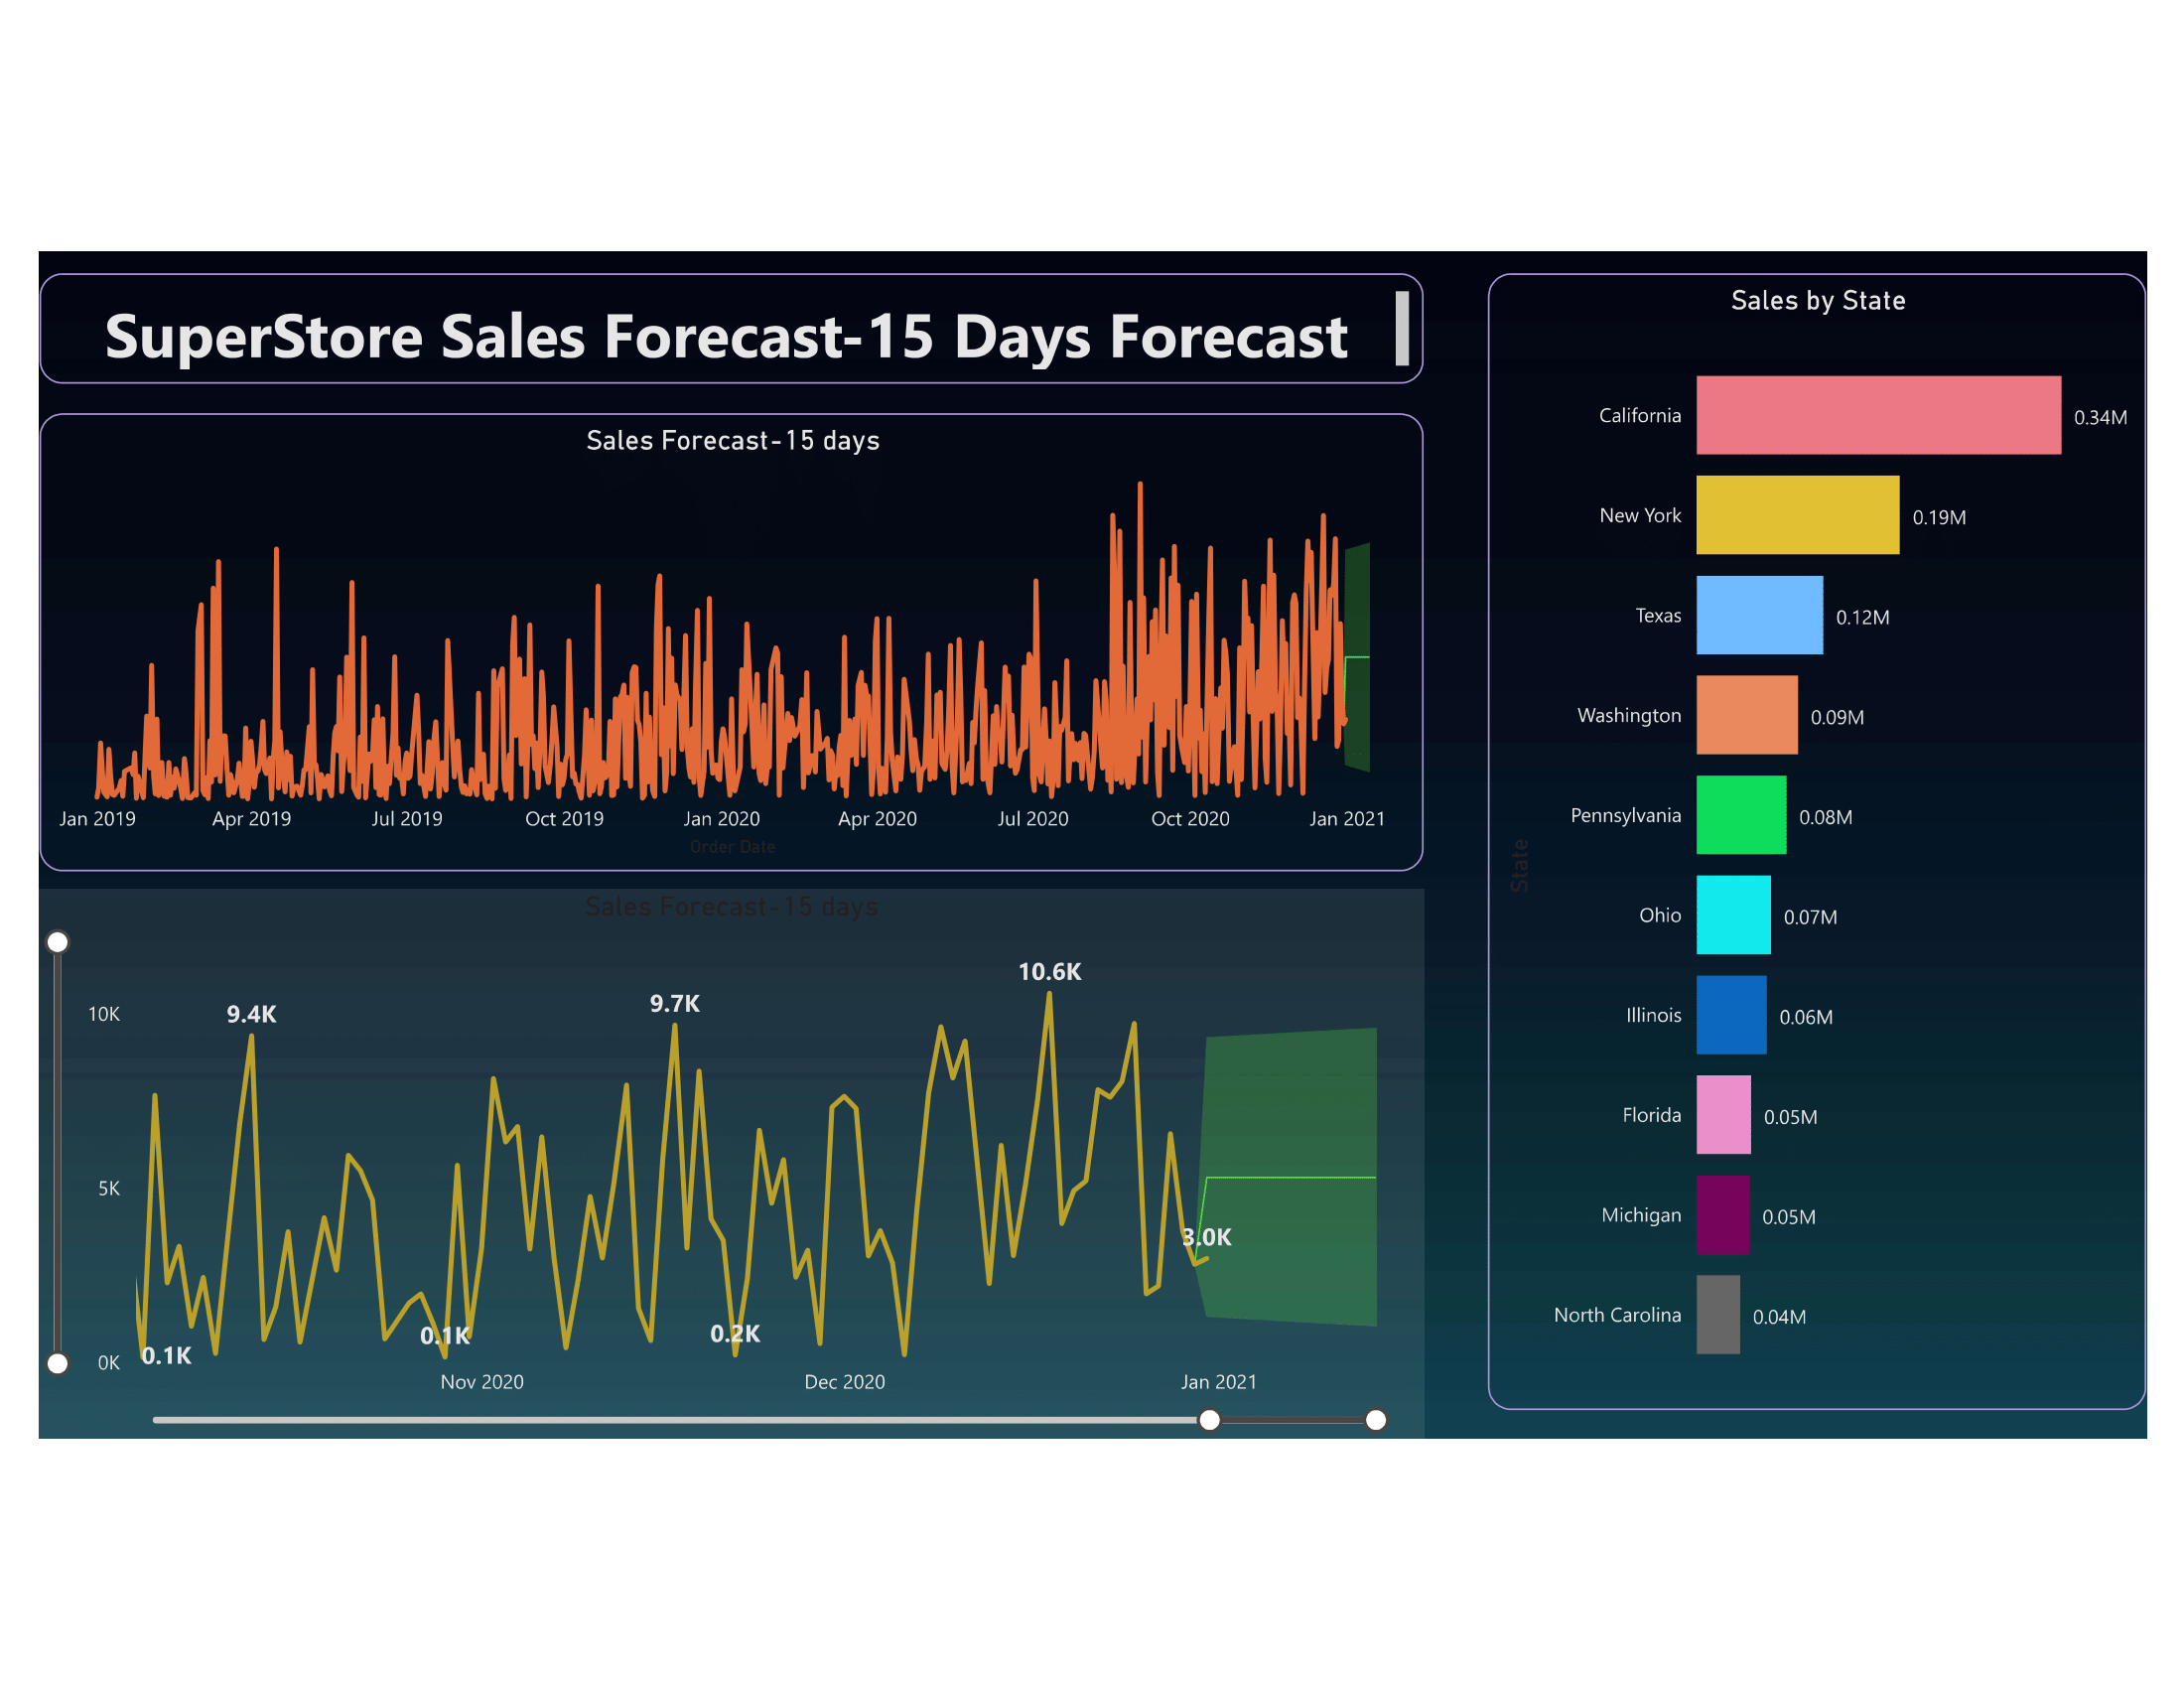 SuperStore Sales Forecast-15 Days Forecast
Sales Forecast-15 days
Jan 2019 Apr 2019 Jul 2019 Oct 2019 Jan 2020 Apr 2020 Jul 2020 Oct 2020 Jan 2021
Order Date
Sales Forecast-15 days
10K
5K
0K
9.4K
9.7K
10.6K
3.0K
0.1K
0.1K
0.2K
Nov 2020 Dec 2020 Jan 2021
Sales by State
State
California 0.34M
New York 0.19M
Texas 0.12M
Washington 0.09M
Pennsylvania 0.08M
Ohio 0.07M
Illinois 0.06M
Florida 0.05M
Michigan 0.05M
North Carolina 0.04M